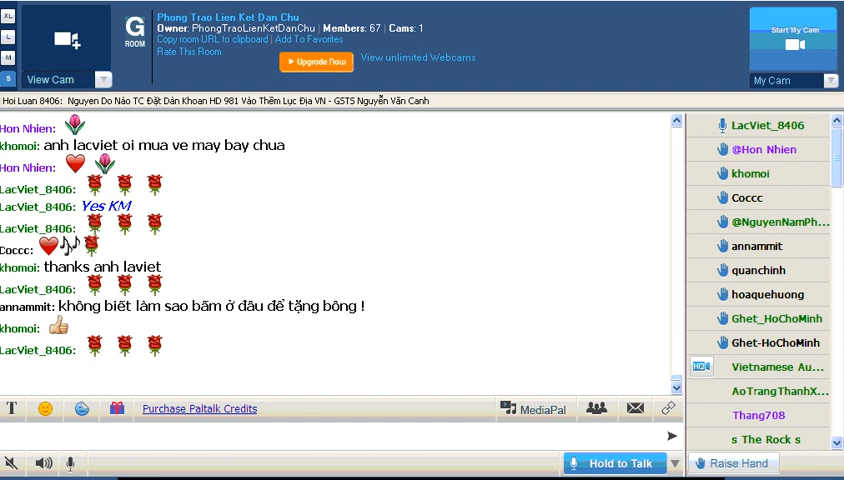 XL
L
M
S
View Cam
G
ROOM
Phong Trao Lien Ket Dan Chu
Owner: PhongTraoLienKetDanChu | Members: 67 | Cams: 1
Copy room URL to clipboard | Add To Favorites
Rate This Room
Upgrade Now
View unlimited Webcams
Start My Cam
My Cam
Hoi Luan 8406: Nguyen Do Nào TC Đặt Dàn Khoan HD 981 Vào Thềm Lục Địa VN - GSTS Nguyễn Văn Canh
Hon Nhien:
khomoi: anh lacviet oi mua ve may bay chua
Hon Nhien:
LacViet_8406:
LacViet_8406: Yes KM
LacViet_8406:
Coccc:
khomoi: thanks anh laviet
LacViet_8406:
annammit: không biết làm sao bấm ở đâu để tặng bông !
khomoi:
LacViet_8406:
LacViet_8406
@Hon Nhien
khomoi
Coccc
@NguyenNamPh...
annammit
quanchinh
hoaquehuong
Ghet_HoChoMinh
Ghet-HoChoMinh
HD
Vietnamese Au...
AoTrangThanhX...
Thang708
s The Rock s
T
Purchase Paltalk Credits
MediaPal
Hold to Talk
Raise Hand